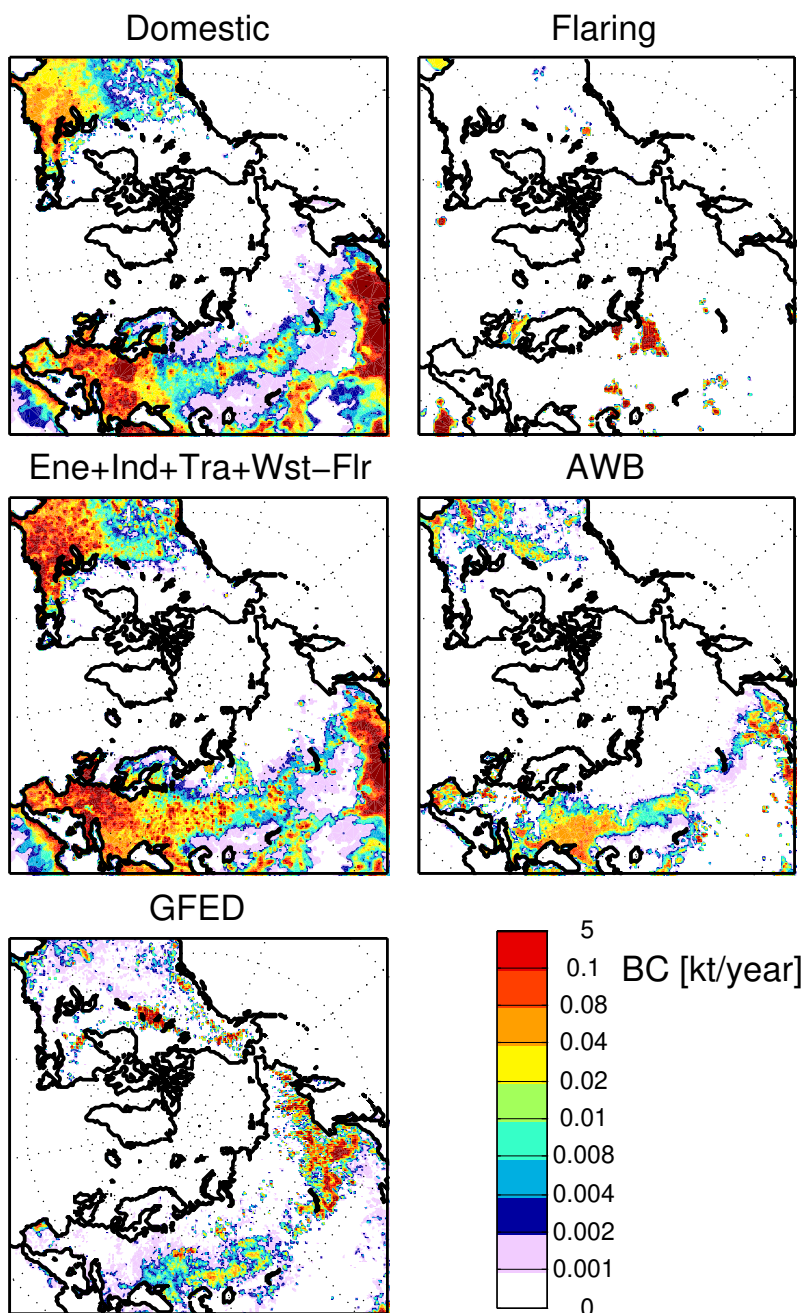 Domestic
Flaring
Ene+Ind+Tra+Wst−Flr
AWB
GFED
5
0.1
0.08
0.04
0.02
0.01
0.008
0.004
0.002
0.001
0
BC [kt/year]